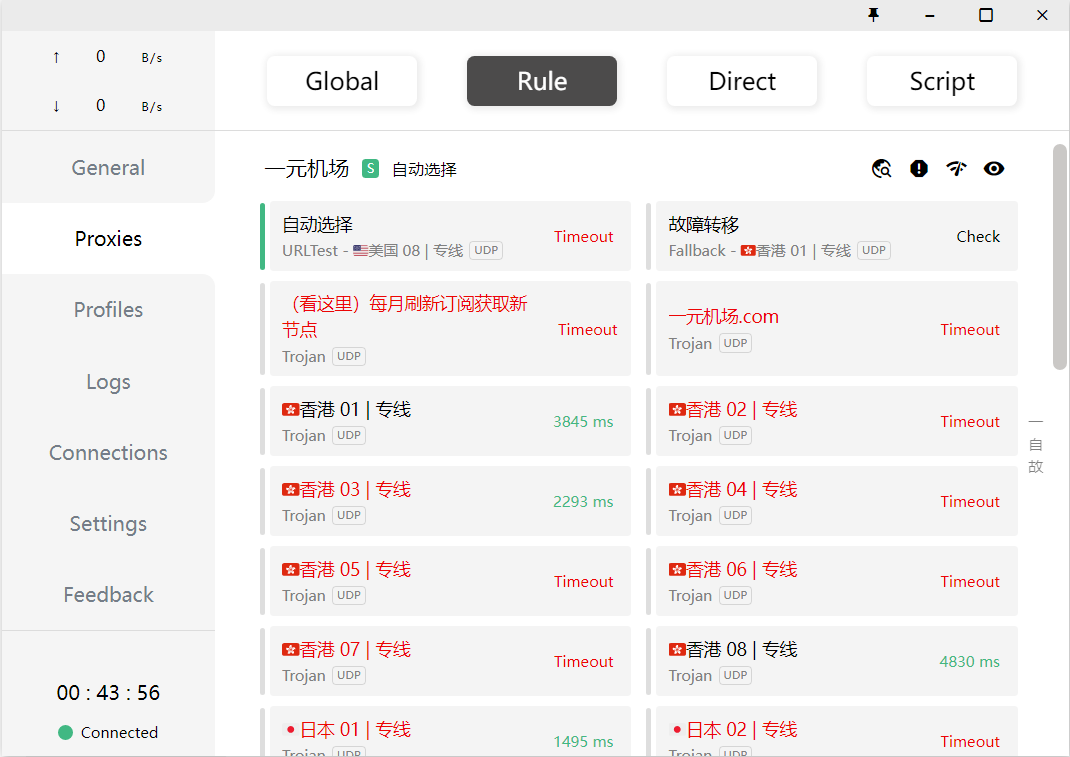 ↑ 0 B/s
↓ 0 B/s
General
Proxies
Profiles
Logs
Connections
Settings
Feedback
00 : 43 : 56
Connected
Global
Rule
Direct
Script
一元机场 S 自动选择
自动选择
URLTest - 🇺🇸美国 08 | 专线 UDP
Timeout
故障转移
Fallback - 🇭🇰香港 01 | 专线 UDP
Check
（看这里）每月刷新订阅获取新
节点
Trojan UDP
Timeout
一元机场.com
Trojan UDP
Timeout
🇭🇰香港 01 | 专线
Trojan UDP
3845 ms
🇭🇰香港 02 | 专线
Trojan UDP
Timeout
🇭🇰香港 03 | 专线
Trojan UDP
2293 ms
🇭🇰香港 04 | 专线
Trojan UDP
Timeout
🇭🇰香港 05 | 专线
Trojan UDP
Timeout
🇭🇰香港 06 | 专线
Trojan UDP
Timeout
🇭🇰香港 07 | 专线
Trojan UDP
Timeout
🇭🇰香港 08 | 专线
Trojan UDP
4830 ms
🇯🇵日本 01 | 专线
Trojan UDP
1495 ms
🇯🇵日本 02 | 专线
Trojan UDP
Timeout
一
自
故